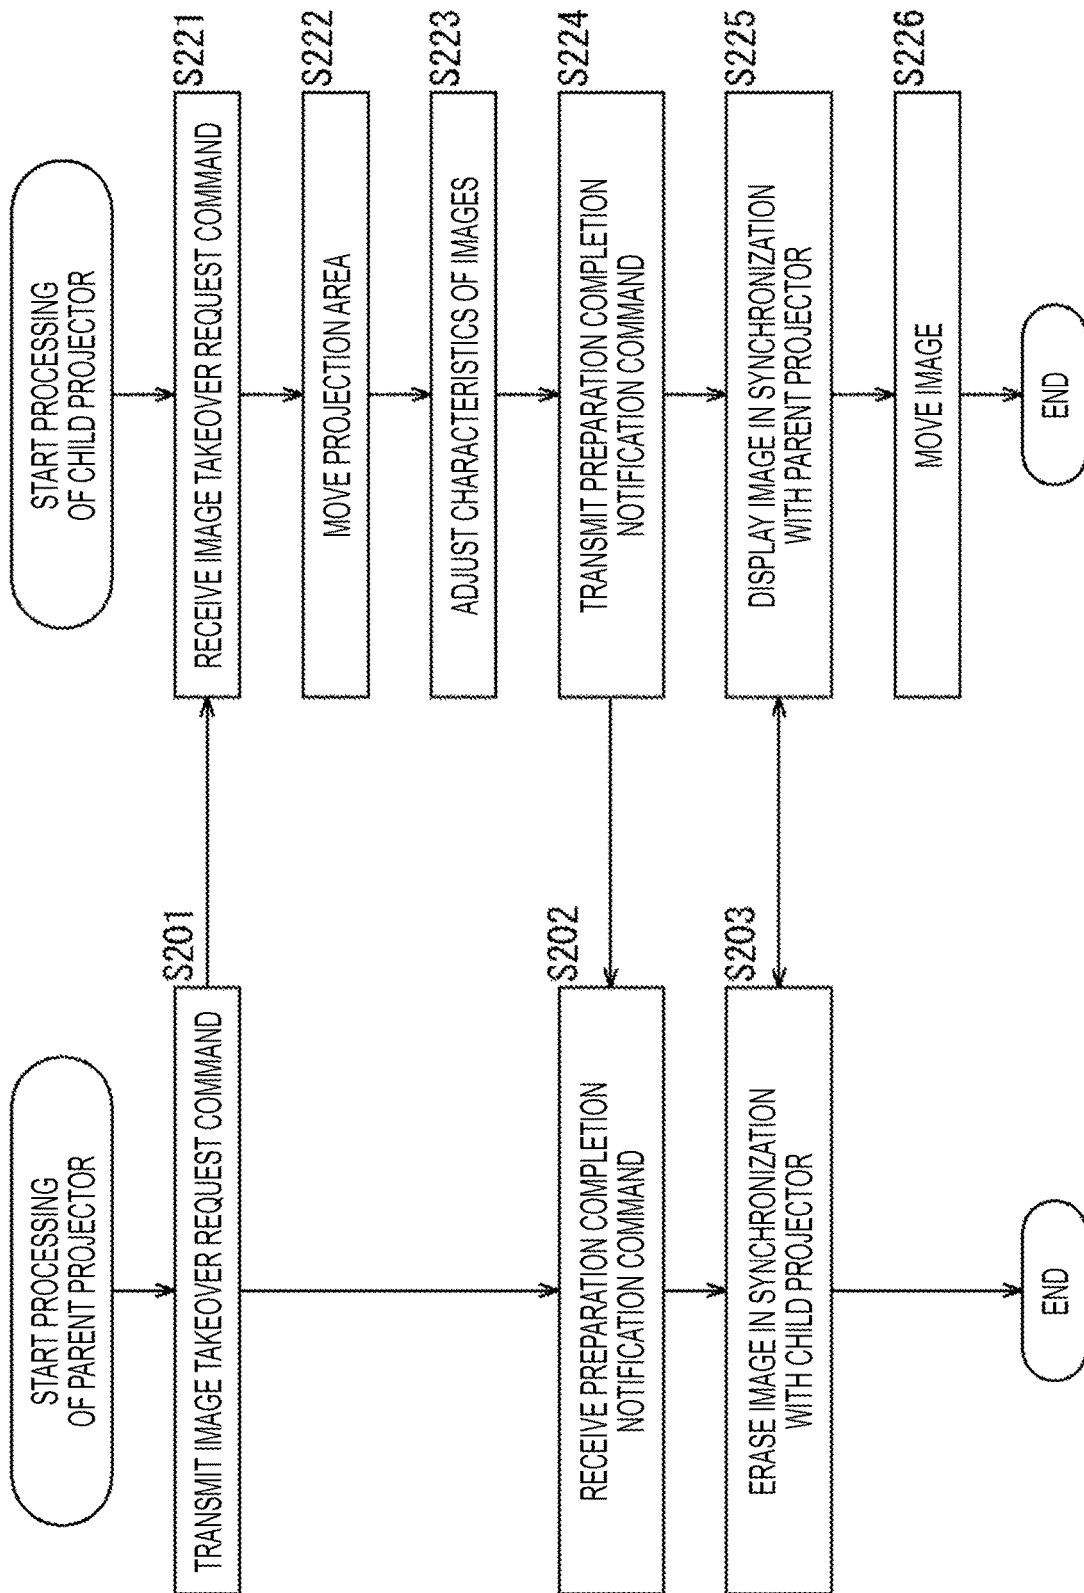 START PROCESSING
OF PARENT PROJECTOR
S201
TRANSMIT IMAGE TAKEOVER REQUEST COMMAND
S202
RECEIVE PREPARATION COMPLETION
NOTIFICATION COMMAND
S203
ERASE IMAGE IN SYNCHRONIZATION
WITH CHILD PROJECTOR
END
START PROCESSING
OF CHILD PROJECTOR
S221
RECEIVE IMAGE TAKEOVER REQUEST COMMAND
S222
MOVE PROJECTION AREA
S223
ADJUST CHARACTERISTICS OF IMAGES
S224
TRANSMIT PREPARATION COMPLETION
NOTIFICATION COMMAND
S225
DISPLAY IMAGE IN SYNCHRONIZATION
WITH PARENT PROJECTOR
S226
MOVE IMAGE
END